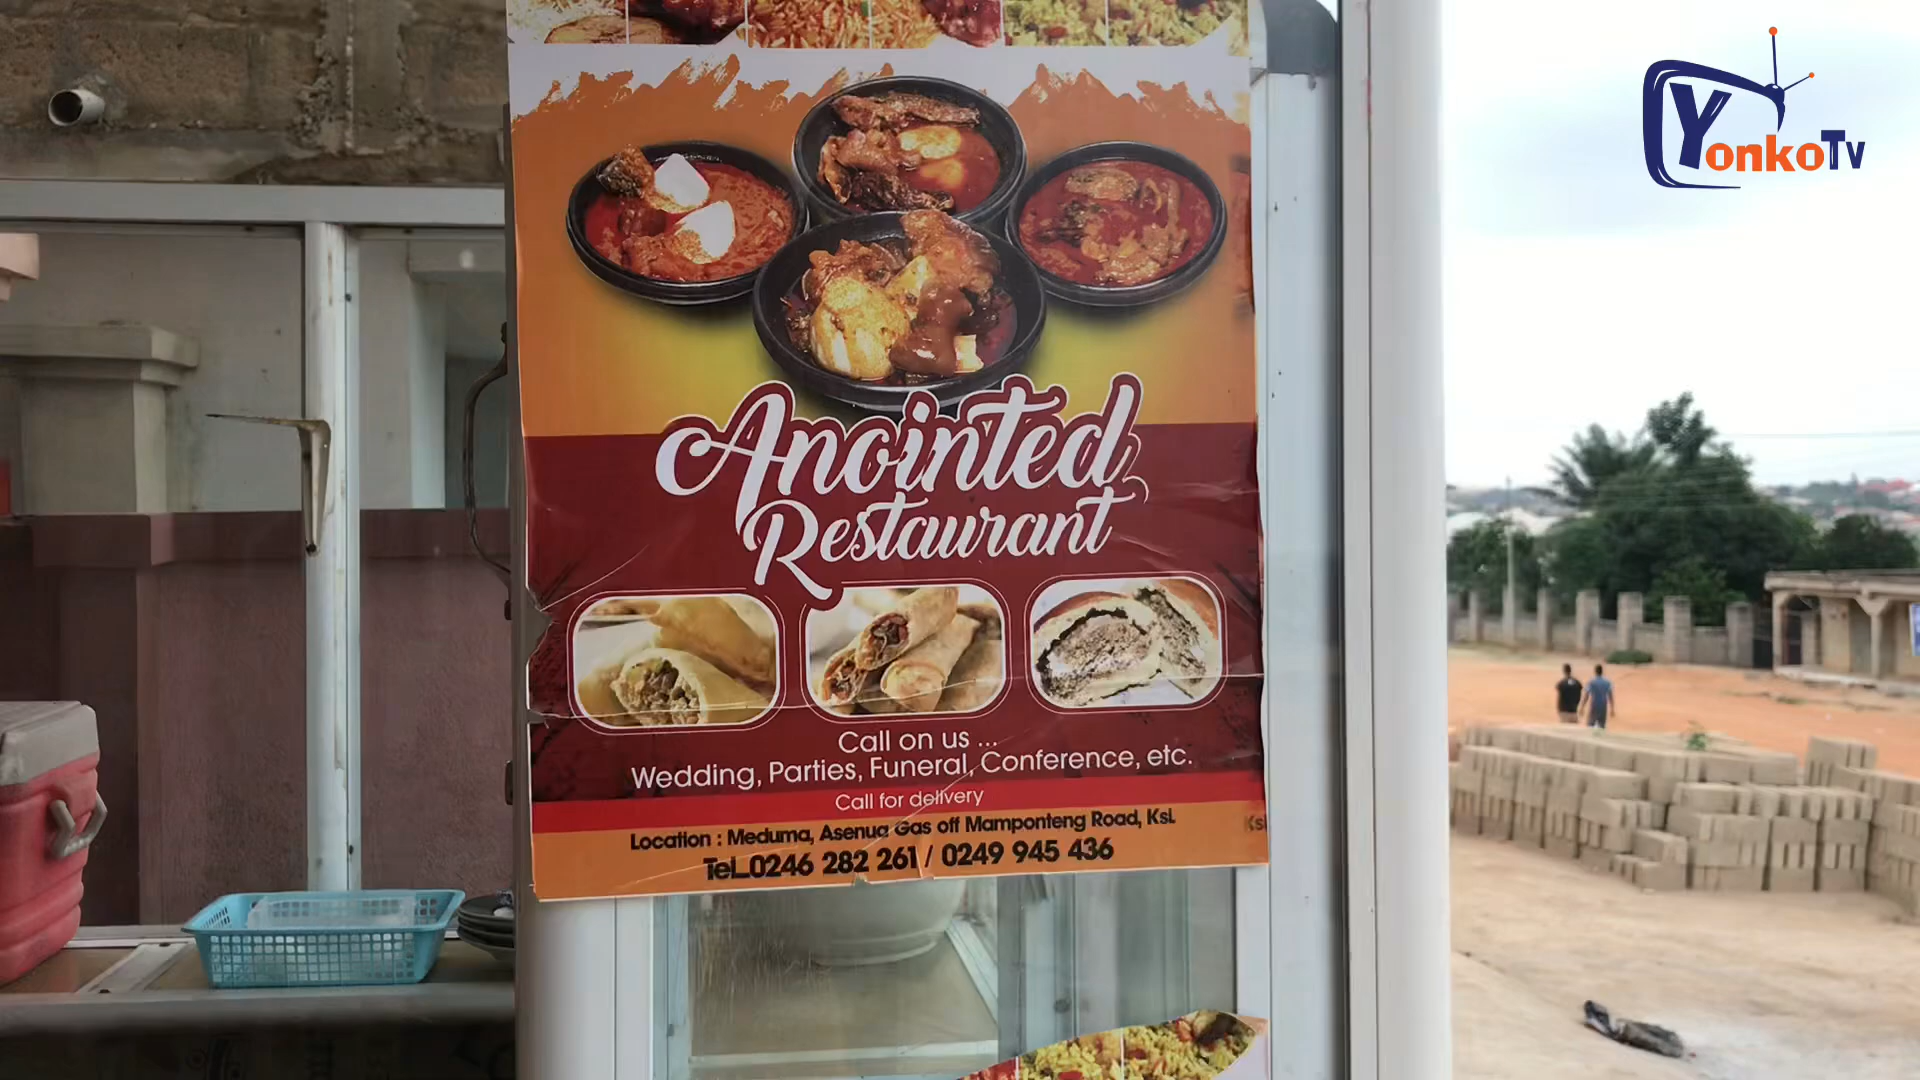 YonkoTv
Anointed
Restaurant
Call on us ...
Wedding, Parties, Funeral, Conference, etc.
Call for delivery
Location : Meduma, Asenua Gas off Mamponteng Road, Ksi.
Tel..0246 282 261 / 0249 945 436
Ksi